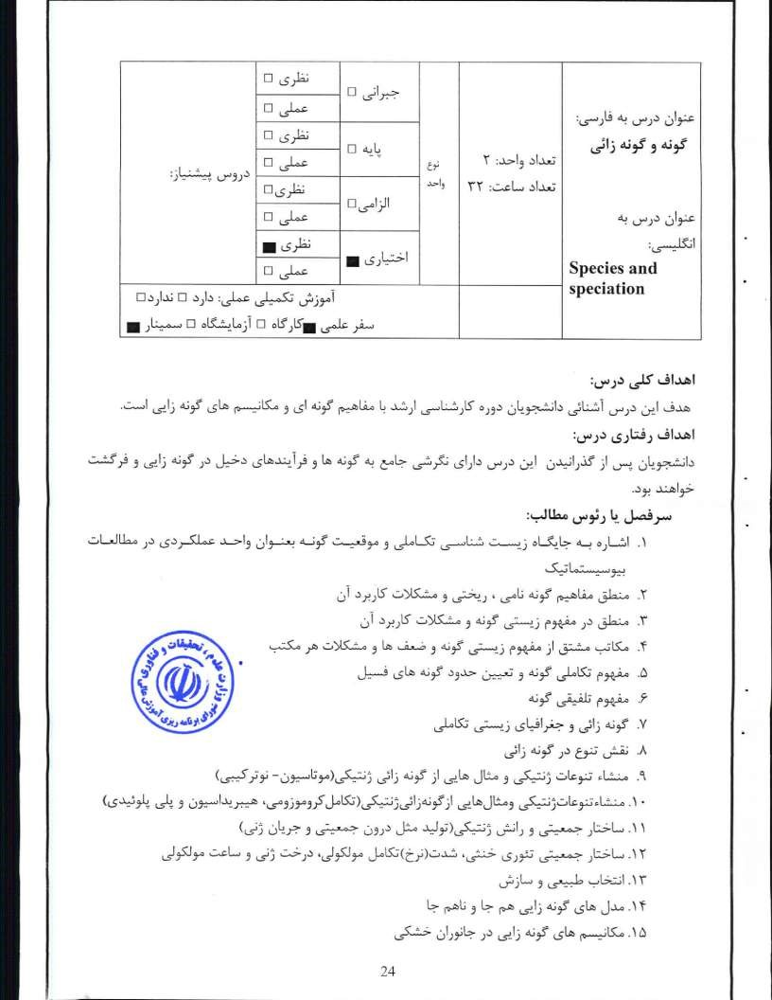 عنوان درس به فارسی:
گونه و گونه زائی
عنوان درس به
انگلیسی:
Species and
speciation
تعداد واحد: ۲
تعداد ساعت: ۳۲
نوع
واحد
جبرانی □
نظری □
عملی □
پایه □
نظری □
عملی □
الزامی□
نظری□
عملی □
اختیاری ■
نظری ■
عملی □
دروس پیشنیاز:
آموزش تکمیلی عملی: دارد □ ندارد□
سفر علمی ■کارگاه □ آزمایشگاه □ سمینار ■
اهداف کلی درس:
هدف این درس آشنائی دانشجویان دوره کارشناسی ارشد با مفاهیم گونه ای و مکانیسم های گونه زایی است.
اهداف رفتاری درس:
دانشجویان پس از گذرانیدن این درس دارای نگرشی جامع به گونه ها و فرآیندهای دخیل در گونه زایی و فرگشت
خواهند بود.
سرفصل یا رئوس مطالب:
۱. اشاره به جایگاه زیست شناسی تکاملی و موقعیت گونه بعنوان واحد عملکردی در مطالعات
بیوسیستماتیک
۲. منطق مفاهیم گونه نامی ، ریختی و مشکلات کاربرد آن
۳. منطق در مفهوم زیستی گونه و مشکلات کاربرد آن
۴. مکاتب مشتق از مفهوم زیستی گونه و ضعف ها و مشکلات هر مکتب
۵. مفهوم تکاملی گونه و تعیین حدود گونه های فسیل
۶. مفهوم تلفیقی گونه
۷. گونه زائی و جغرافیای زیستی تکاملی
۸. نقش تنوع در گونه زائی
۹. منشاء تنوعات ژنتیکی و مثال هایی از گونه زائی ژنتیکی(موتاسیون- نوترکیبی)
۱۰. منشاءتنوعات‌ژنتیکی ومثال‌هایی ازگونه‌زائی‌ژنتیکی(تکامل‌کروموزومی، هیبریداسیون و پلی پلوئیدی)
۱۱. ساختار جمعیتی و رانش ژنتیکی(تولید مثل درون جمعیتی و جریان ژنی)
۱۲. ساختار جمعیتی تئوری خنثی، شدت(نرخ)تکامل مولکولی، درخت ژنی و ساعت مولکولی
۱۳. انتخاب طبیعی و سازش
۱۴. مدل های گونه زایی هم جا و ناهم جا
۱۵. مکانیسم های گونه زایی در جانوران خشکی
وزارت علوم، تحقیقات و فناوری
شورای برنامه ریزی آموزش عالی
24